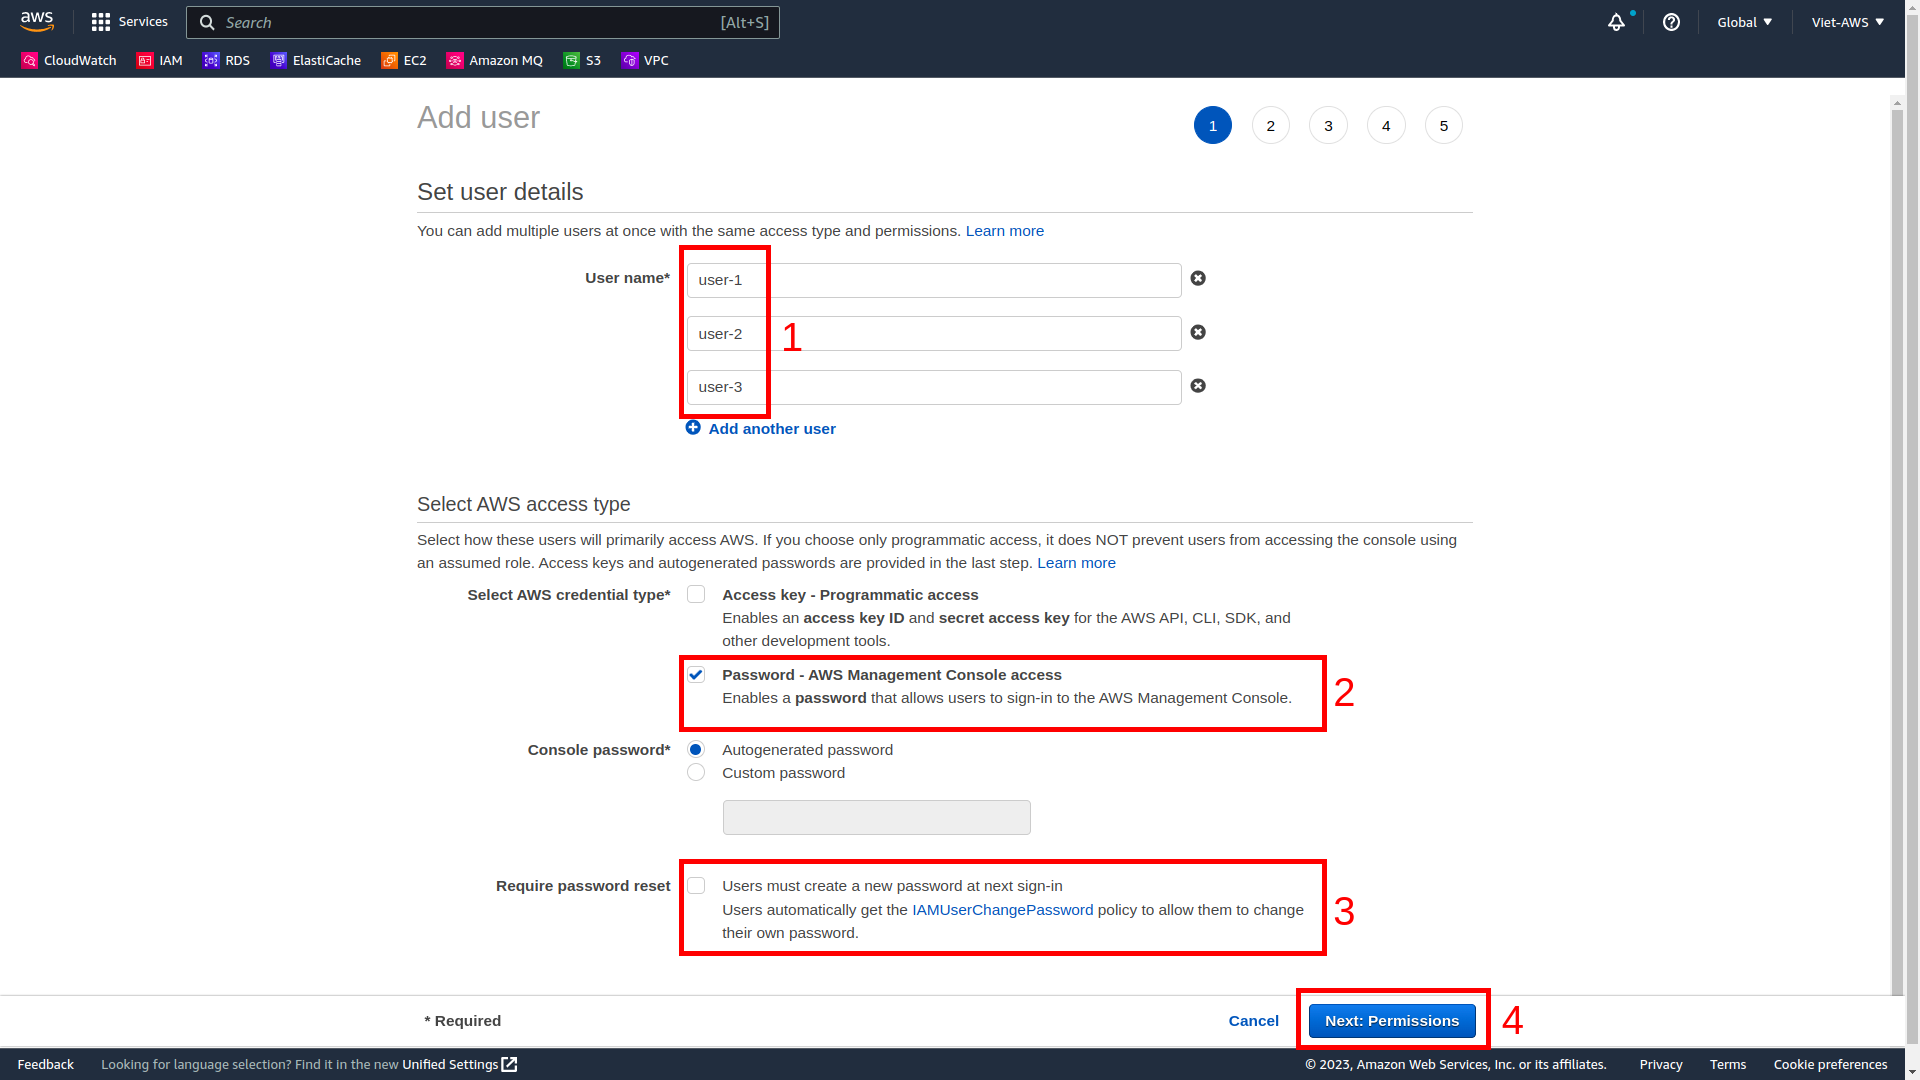 aws
Services
Search
[Alt+S]
Global
Viet-AWS
CloudWatch
IAM
RDS
ElastiCache
EC2
Amazon MQ
S3
VPC
Add user
1
2
3
4
5
Set user details
You can add multiple users at once with the same access type and permissions. Learn more
User name*
user-1
user-2
1
user-3
Add another user
Select AWS access type
Select how these users will primarily access AWS. If you choose only programmatic access, it does NOT prevent users from accessing the console using
an assumed role. Access keys and autogenerated passwords are provided in the last step. Learn more
Select AWS credential type*
Access key - Programmatic access
Enables an access key ID and secret access key for the AWS API, CLI, SDK, and
other development tools.
Password - AWS Management Console access
Enables a password that allows users to sign-in to the AWS Management Console.
2
Console password*
Autogenerated password
Custom password
Require password reset
Users must create a new password at next sign-in
Users automatically get the IAMUserChangePassword policy to allow them to change
their own password.
3
* Required
Cancel
Next: Permissions
4
Feedback
Looking for language selection? Find it in the new Unified Settings
© 2023, Amazon Web Services, Inc. or its affiliates.
Privacy
Terms
Cookie preferences